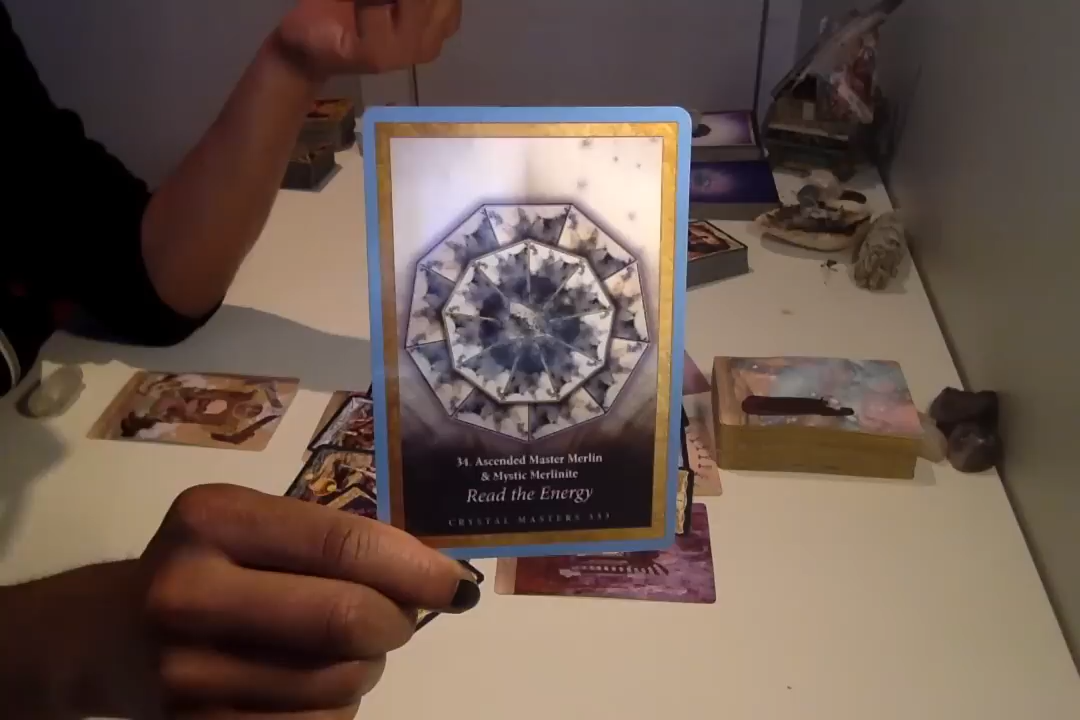 34. Ascended Master Merlin
& Mystic Merlinite
Read the Energy
CRYSTAL MASTERS 333